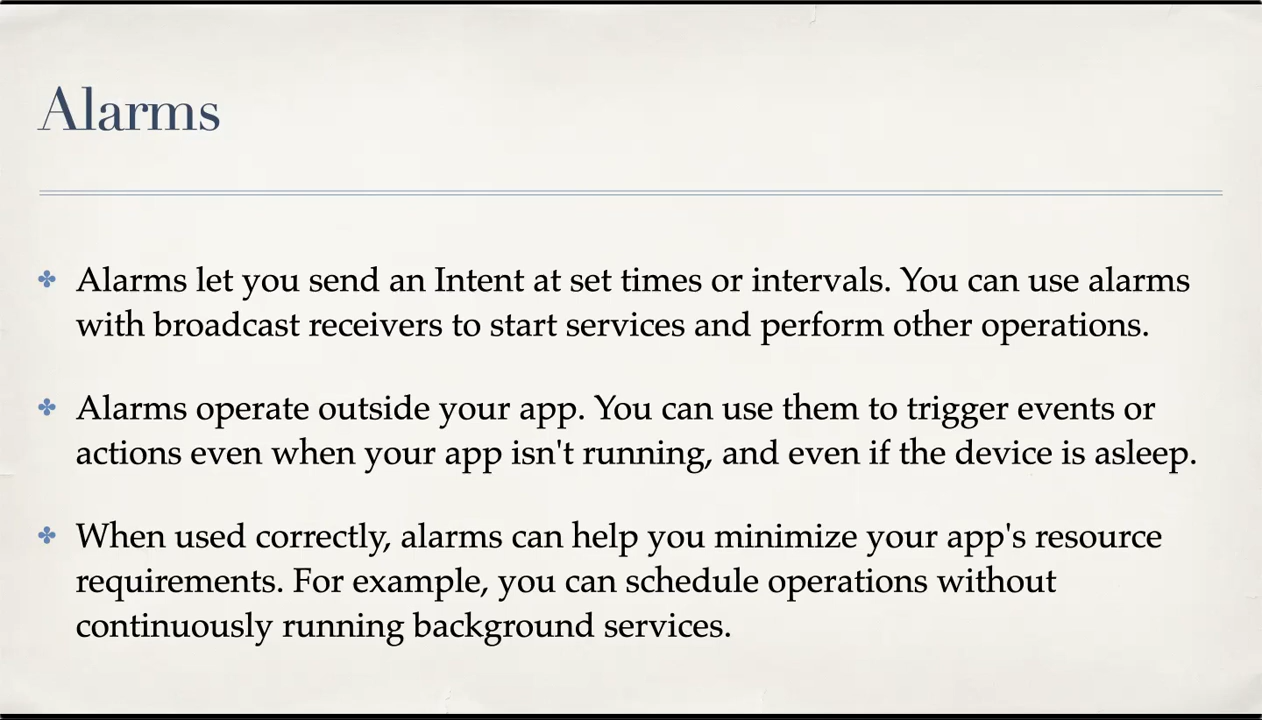 Alarms
Alarms let you send an Intent at set times or intervals. You can use alarms
with broadcast receivers to start services and perform other operations.
Alarms operate outside your app. You can use them to trigger events or
actions even when your app isn't running, and even if the device is asleep.
When used correctly, alarms can help you minimize your app's resource
requirements. For example, you can schedule operations without
continuously running background services.